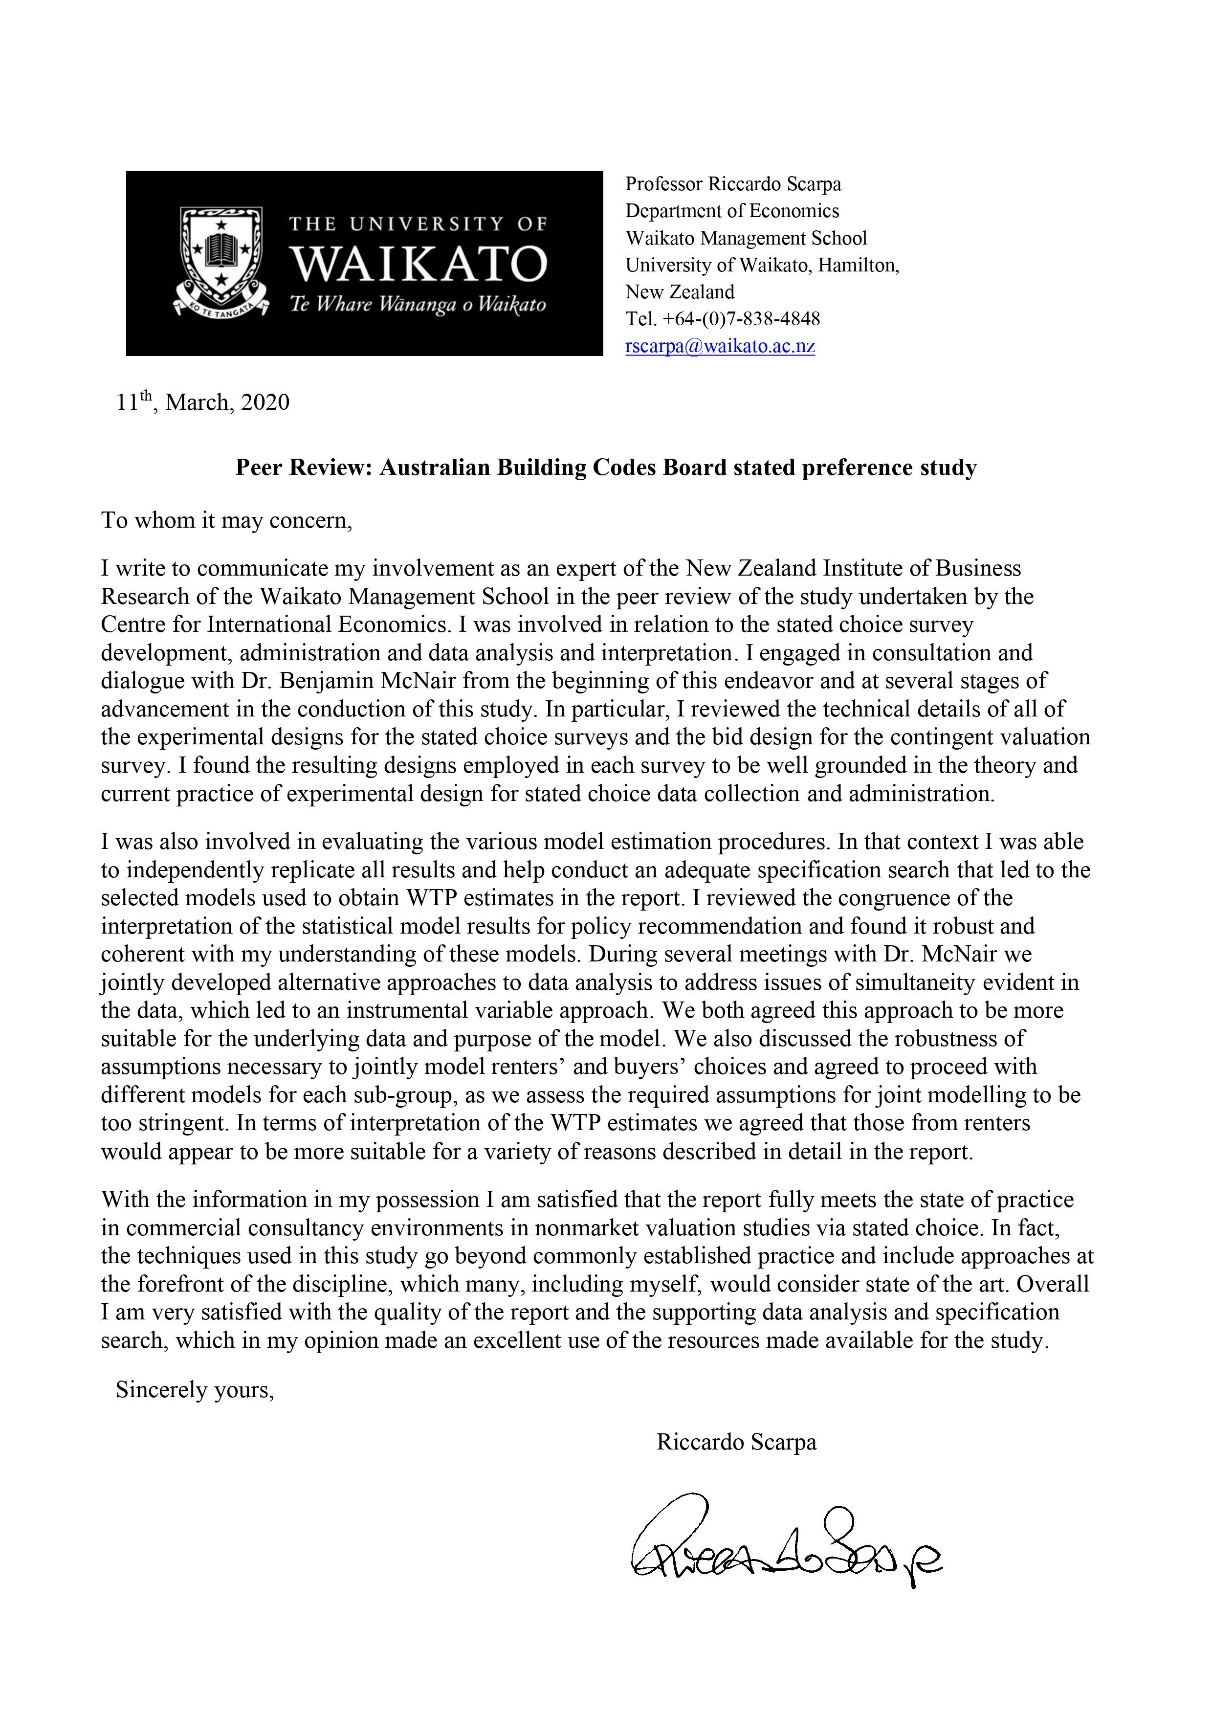 THE UNIVERSITY OF
WAIKATO
Te Whare Wānanga o Waikato
KO TE TANGATA
Professor Riccardo Scarpa
Department of Economics
Waikato Management School
University of Waikato, Hamilton,
New Zealand
Tel. +64-(0)7-838-4848
rscarpa@waikato.ac.nz
11th, March, 2020
Peer Review: Australian Building Codes Board stated preference study
To whom it may concern,
I write to communicate my involvement as an expert of the New Zealand Institute of Business
Research of the Waikato Management School in the peer review of the study undertaken by the
Centre for International Economics. I was involved in relation to the stated choice survey
development, administration and data analysis and interpretation. I engaged in consultation and
dialogue with Dr. Benjamin McNair from the beginning of this endeavor and at several stages of
advancement in the conduction of this study. In particular, I reviewed the technical details of all of
the experimental designs for the stated choice surveys and the bid design for the contingent valuation
survey. I found the resulting designs employed in each survey to be well grounded in the theory and
current practice of experimental design for stated choice data collection and administration.
I was also involved in evaluating the various model estimation procedures. In that context I was able
to independently replicate all results and help conduct an adequate specification search that led to the
selected models used to obtain WTP estimates in the report. I reviewed the congruence of the
interpretation of the statistical model results for policy recommendation and found it robust and
coherent with my understanding of these models. During several meetings with Dr. McNair we
jointly developed alternative approaches to data analysis to address issues of simultaneity evident in
the data, which led to an instrumental variable approach. We both agreed this approach to be more
suitable for the underlying data and purpose of the model. We also discussed the robustness of
assumptions necessary to jointly model renters’ and buyers’ choices and agreed to proceed with
different models for each sub-group, as we assess the required assumptions for joint modelling to be
too stringent. In terms of interpretation of the WTP estimates we agreed that those from renters
would appear to be more suitable for a variety of reasons described in detail in the report.
With the information in my possession I am satisfied that the report fully meets the state of practice
in commercial consultancy environments in nonmarket valuation studies via stated choice. In fact,
the techniques used in this study go beyond commonly established practice and include approaches at
the forefront of the discipline, which many, including myself, would consider state of the art. Overall
I am very satisfied with the quality of the report and the supporting data analysis and specification
search, which in my opinion made an excellent use of the resources made available for the study.
Sincerely yours,
Riccardo Scarpa
Riccardo Scarpa